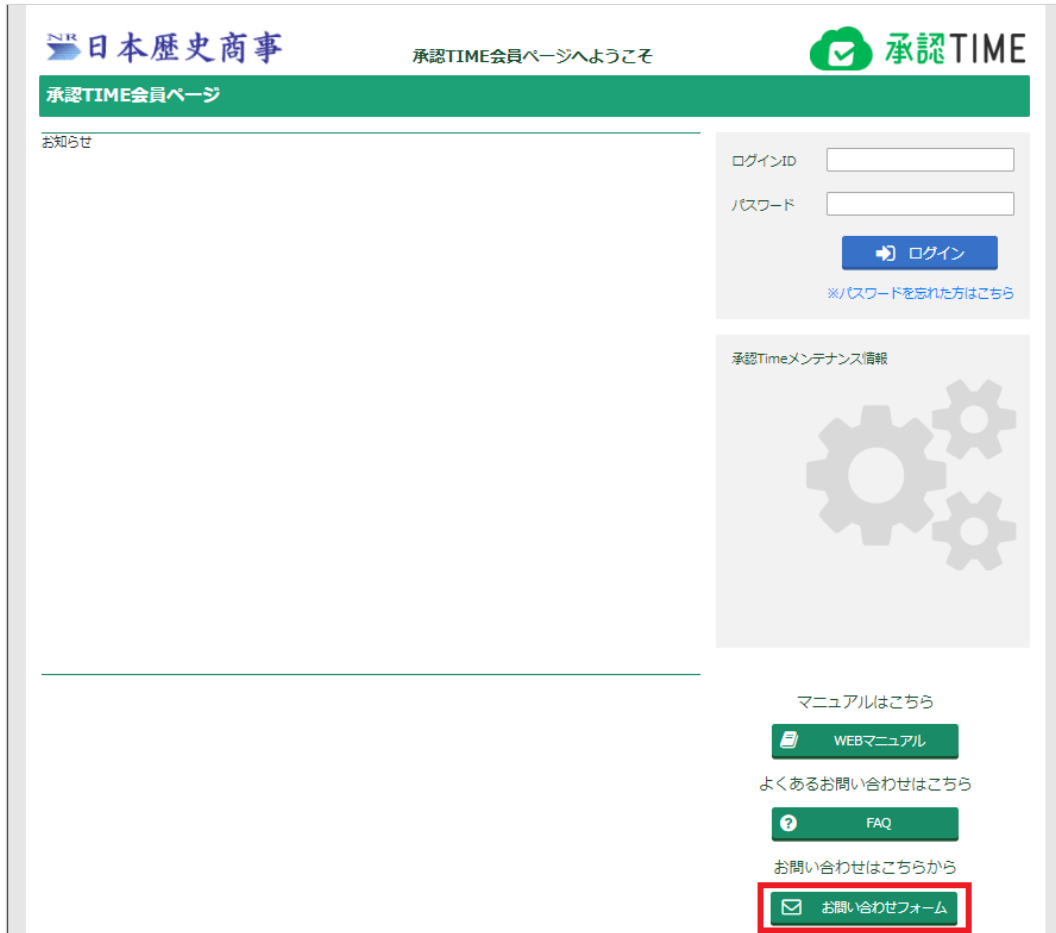 NR 日本歴史商事
承認TIME会員ページへようこそ
承認TIME
承認TIME会員ページ
お知らせ
ログインID
パスワード
ログイン
※パスワードを忘れた方はこちら
承認Timeメンテナンス情報
マニュアルはこちら
WEBマニュアル
よくあるお問い合わせはこちら
FAQ
お問い合わせはこちらから
お問い合わせフォーム